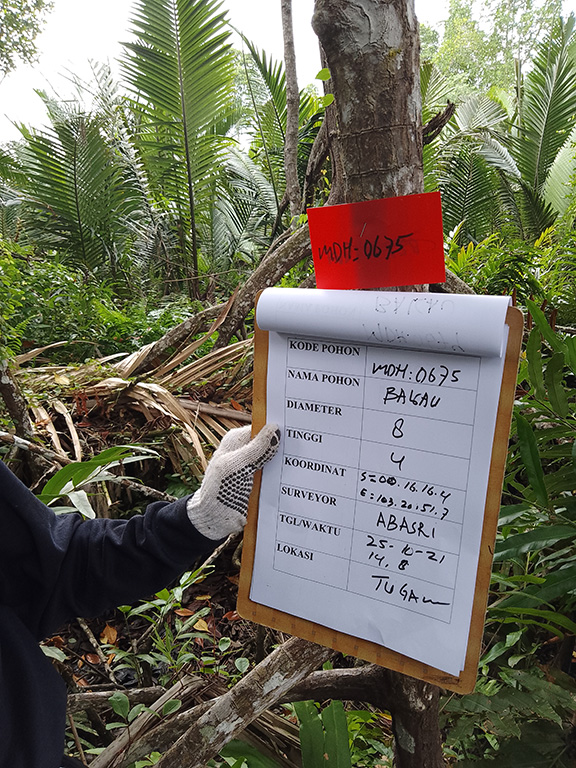 MDH:0675
KODE POHON MDH:0675
NAMA POHON BAKAU
DIAMETER 8
TINGGI 4
KOORDINAT S=00.16.16.4
E:103.20.51.7
SURVEYOR ABASRI
TGL/WAKTU 25-10-21
14.8
LOKASI TUGAU